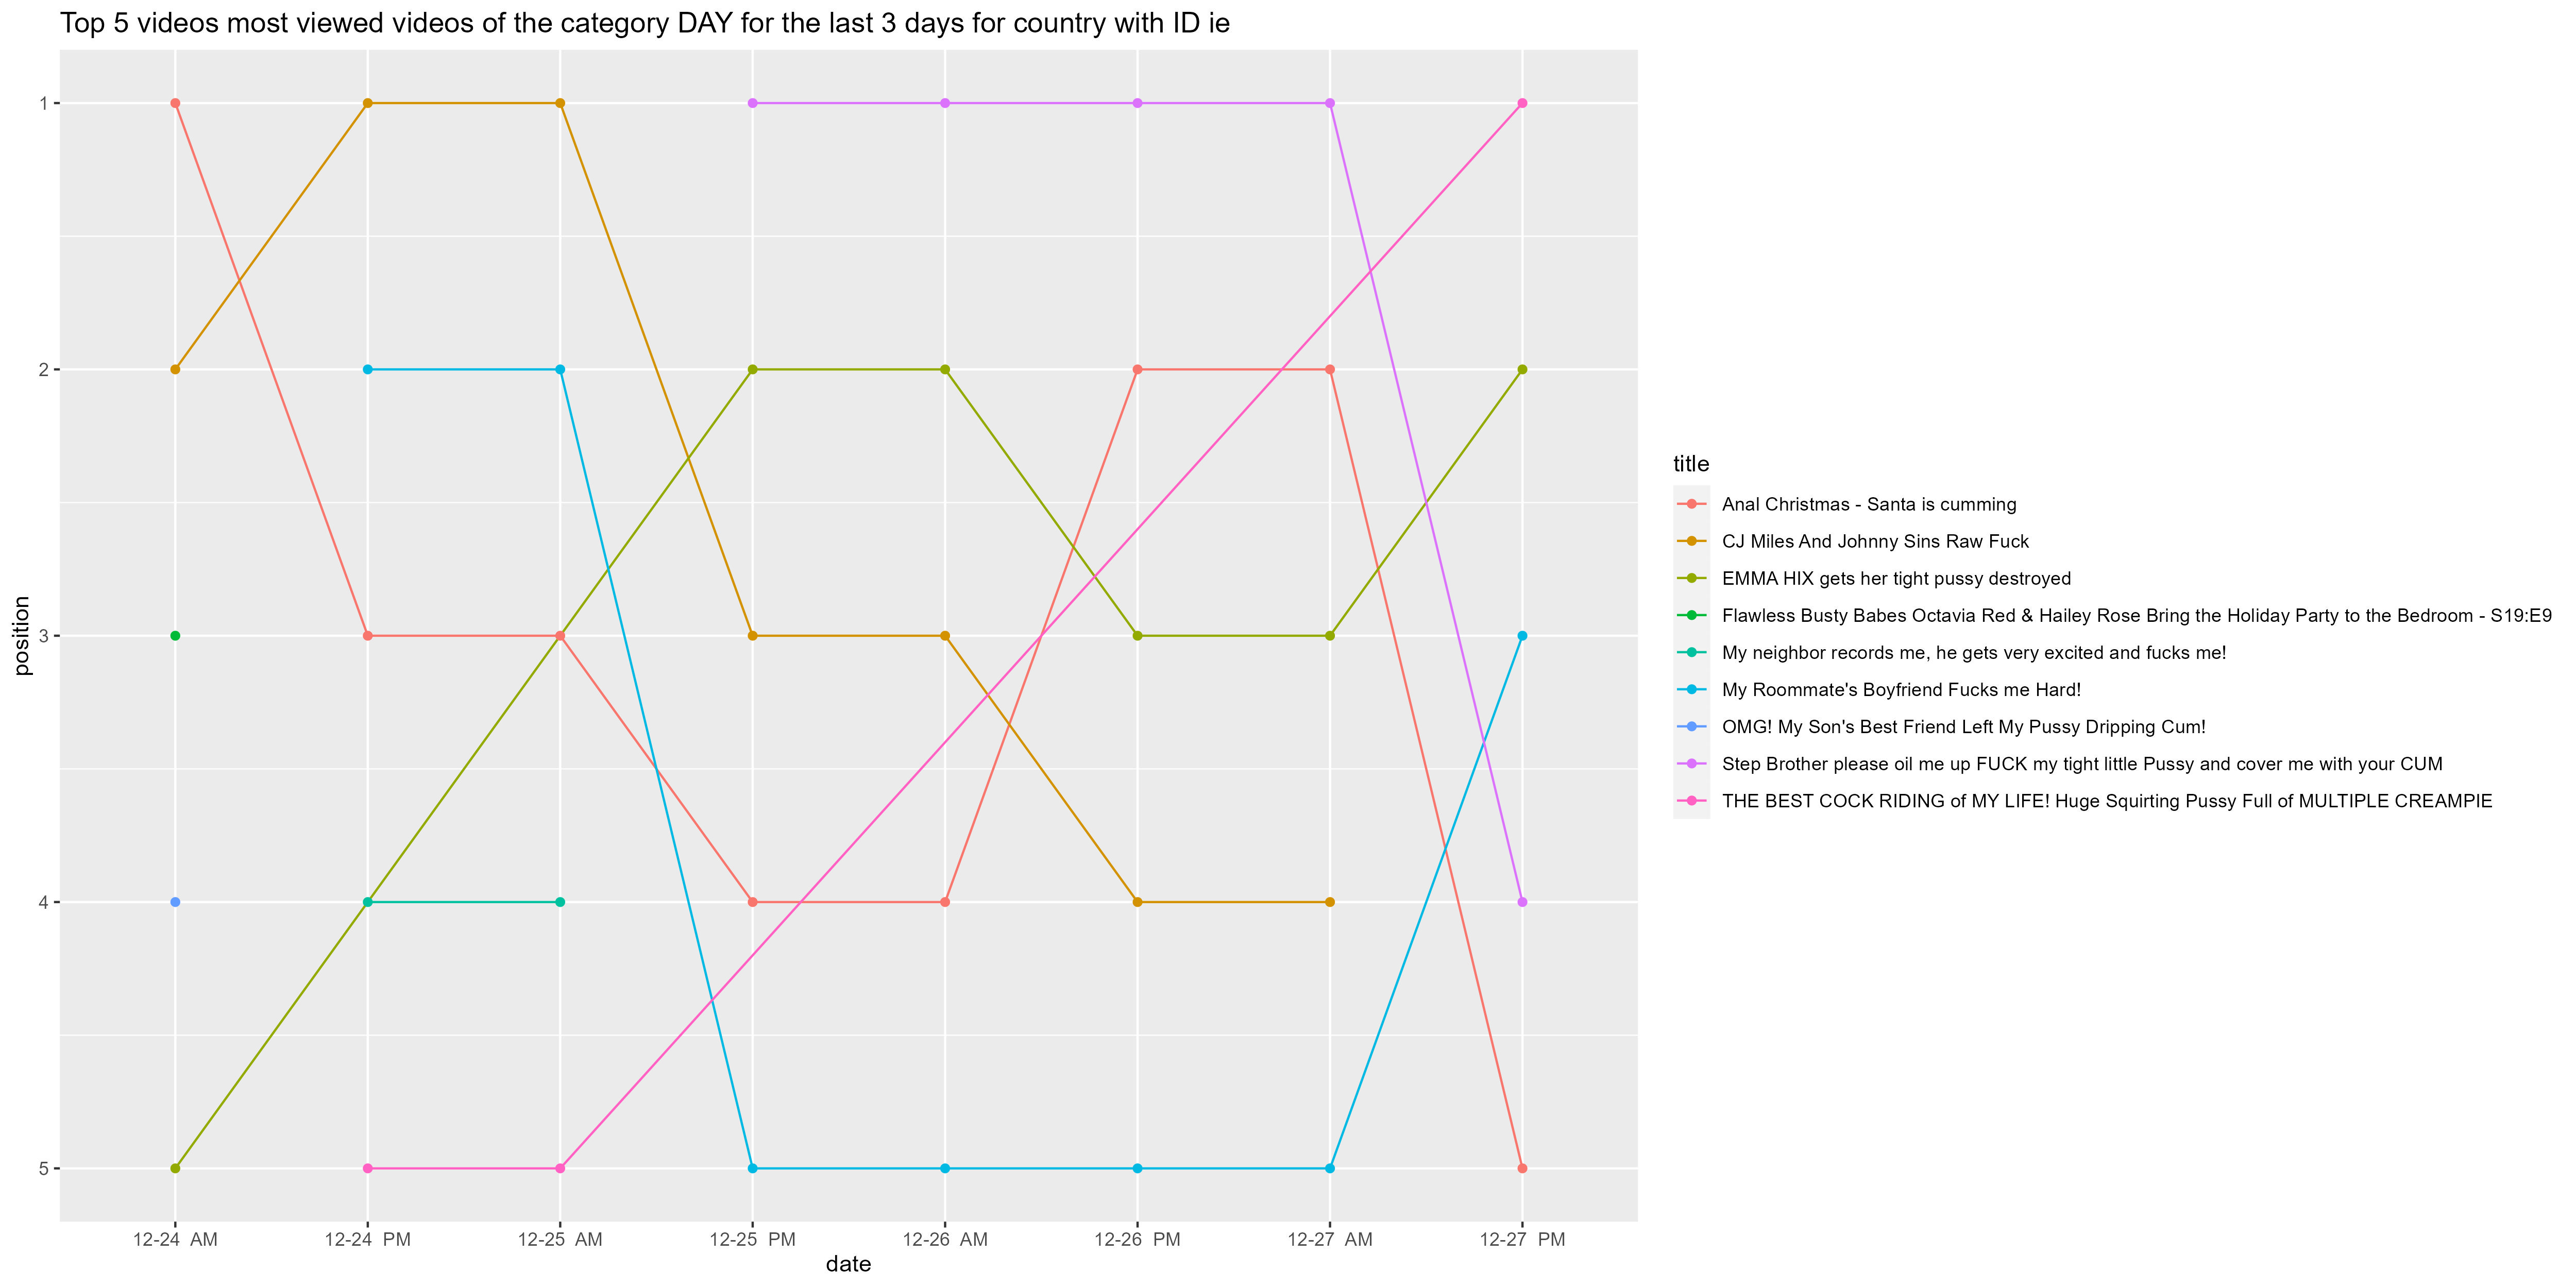 Top 5 videos most viewed videos of the category DAY for the last 3 days for country with ID ie
position
1
2
3
4
5
12-24 AM
12-24 PM
12-25 AM
12-25 PM
12-26 AM
12-26 PM
12-27 AM
12-27 PM
date
title
Anal Christmas - Santa is cumming
CJ Miles And Johnny Sins Raw Fuck
EMMA HIX gets her tight pussy destroyed
Flawless Busty Babes Octavia Red & Hailey Rose Bring the Holiday Party to the Bedroom - S19:E9
My neighbor records me, he gets very excited and fucks me!
My Roommate's Boyfriend Fucks me Hard!
OMG! My Son's Best Friend Left My Pussy Dripping Cum!
Step Brother please oil me up FUCK my tight little Pussy and cover me with your CUM
THE BEST COCK RIDING of MY LIFE! Huge Squirting Pussy Full of MULTIPLE CREAMPIE